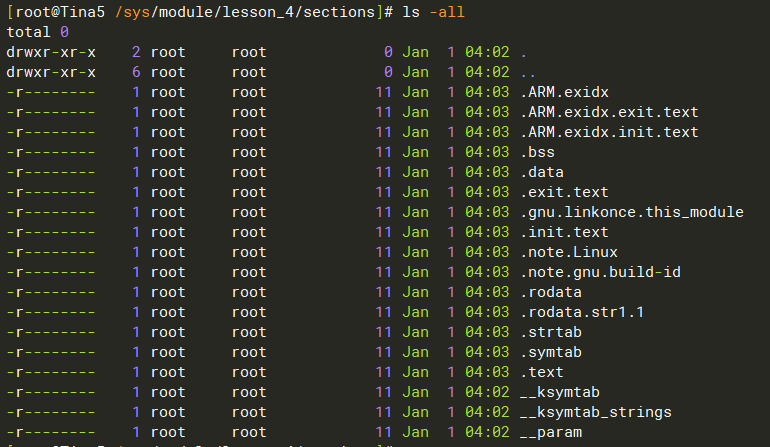 [root@Tina5 /sys/module/lesson_4/sections]# ls -all
total 0
drwxr-xr-x    2 root     root             0 Jan  1 04:02 .
drwxr-xr-x    6 root     root             0 Jan  1 04:02 ..
-r--------    1 root     root            11 Jan  1 04:03 .ARM.exidx
-r--------    1 root     root            11 Jan  1 04:03 .ARM.exidx.exit.text
-r--------    1 root     root            11 Jan  1 04:03 .ARM.exidx.init.text
-r--------    1 root     root            11 Jan  1 04:03 .bss
-r--------    1 root     root            11 Jan  1 04:03 .data
-r--------    1 root     root            11 Jan  1 04:03 .exit.text
-r--------    1 root     root            11 Jan  1 04:03 .gnu.linkonce.this_module
-r--------    1 root     root            11 Jan  1 04:03 .init.text
-r--------    1 root     root            11 Jan  1 04:03 .note.Linux
-r--------    1 root     root            11 Jan  1 04:03 .note.gnu.build-id
-r--------    1 root     root            11 Jan  1 04:03 .rodata
-r--------    1 root     root            11 Jan  1 04:03 .rodata.str1.1
-r--------    1 root     root            11 Jan  1 04:03 .strtab
-r--------    1 root     root            11 Jan  1 04:03 .symtab
-r--------    1 root     root            11 Jan  1 04:03 .text
-r--------    1 root     root            11 Jan  1 04:02 __ksymtab
-r--------    1 root     root            11 Jan  1 04:02 __ksymtab_strings
-r--------    1 root     root            11 Jan  1 04:02 __param